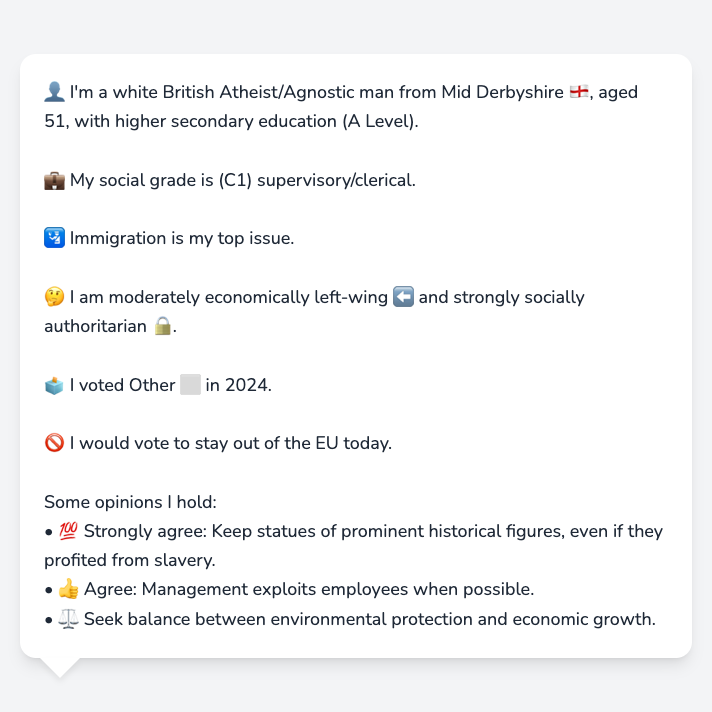 👤 I'm a white British Atheist/Agnostic man from Mid Derbyshire 🏴󠁧󠁢󠁥󠁮󠁧󠁿, aged
51, with higher secondary education (A Level).
💼 My social grade is (C1) supervisory/clerical.
🛂 Immigration is my top issue.
🤔 I am moderately economically left-wing ⬅️ and strongly socially
authoritarian 🔒.
🗳️ I voted Other ⬜ in 2024.
🚫 I would vote to stay out of the EU today.
Some opinions I hold:
• 💯 Strongly agree: Keep statues of prominent historical figures, even if they
profited from slavery.
• 👍 Agree: Management exploits employees when possible.
• ⚖️ Seek balance between environmental protection and economic growth.